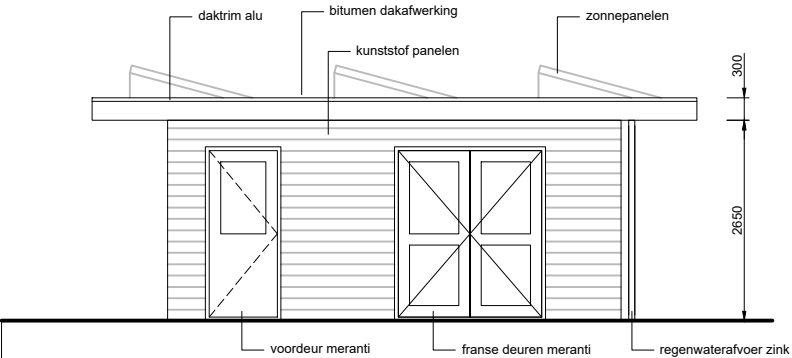 daktrim alu
bitumen dakafwerking
zonnepanelen
kunststof panelen
300
2650
voordeur meranti
franse deuren meranti
regenwaterafvoer zink